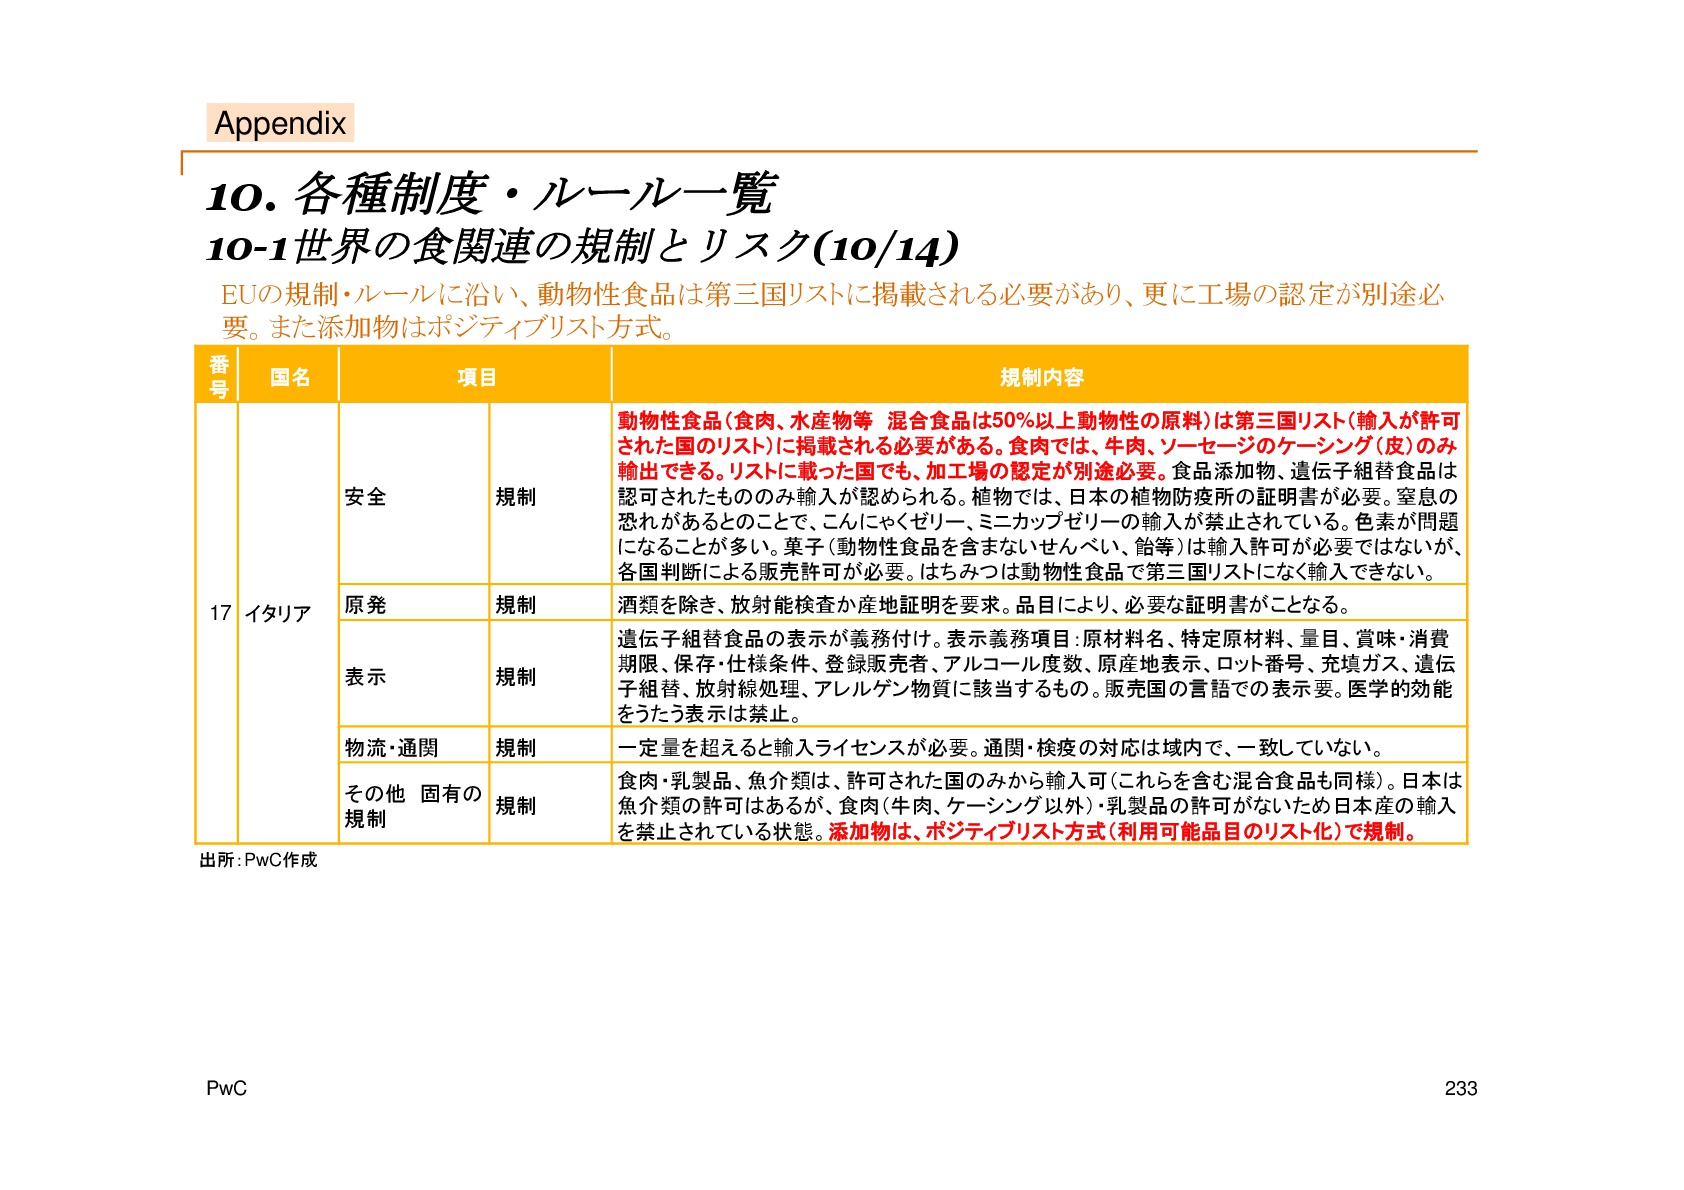 Appendix
10. 各種制度・ルール一覧
10-1世界の食関連の規制とリスク(10/14)
EUの規制・ルールに沿い、動物性食品は第三国リストに掲載される必要があり、更に工場の認定が別途必
要。また添加物はポジティブリスト方式。
番号 国名 項目 規制内容
17 イタリア
安全 規制
動物性食品(食肉、水産物等 混合食品は50%以上動物性の原料)は第三国リスト(輸入が許可
された国のリスト)に掲載される必要がある。食肉では、牛肉、ソーセージのケーシング(皮)のみ
輸出できる。リストに載った国でも、加工場の認定が別途必要。食品添加物、遺伝子組替食品は
認可されたもののみ輸入が認められる。植物では、日本の植物防疫所の証明書が必要。窒息の
恐れがあるとのことで、こんにゃくゼリー、ミニカップゼリーの輸入が禁止されている。色素が問題
になることが多い。菓子(動物性食品を含まないせんべい、飴等)は輸入許可が必要ではないが、
各国判断による販売許可が必要。はちみつは動物性食品で第三国リストになく輸入できない。
原発 規制 酒類を除き、放射能検査か産地証明を要求。品目により、必要な証明書がことなる。
表示 規制
遺伝子組替食品の表示が義務付け。表示義務項目:原材料名、特定原材料、量目、賞味・消費
期限、保存・仕様条件、登録販売者、アルコール度数、原産地表示、ロット番号、充填ガス、遺伝
子組替、放射線処理、アレルゲン物質に該当するもの。販売国の言語での表示要。医学的効能
をうたう表示は禁止。
物流・通関 規制 一定量を超えると輸入ライセンスが必要。通関・検疫の対応は域内で、一致していない。
その他 固有の
規制
規制
食肉・乳製品、魚介類は、許可された国のみから輸入可(これらを含む混合食品も同様)。日本は
魚介類の許可はあるが、食肉(牛肉、ケーシング以外)・乳製品の許可がないため日本産の輸入
を禁止されている状態。添加物は、ポジティブリスト方式(利用可能品目のリスト化)で規制。
出所:PwC作成
PwC
233